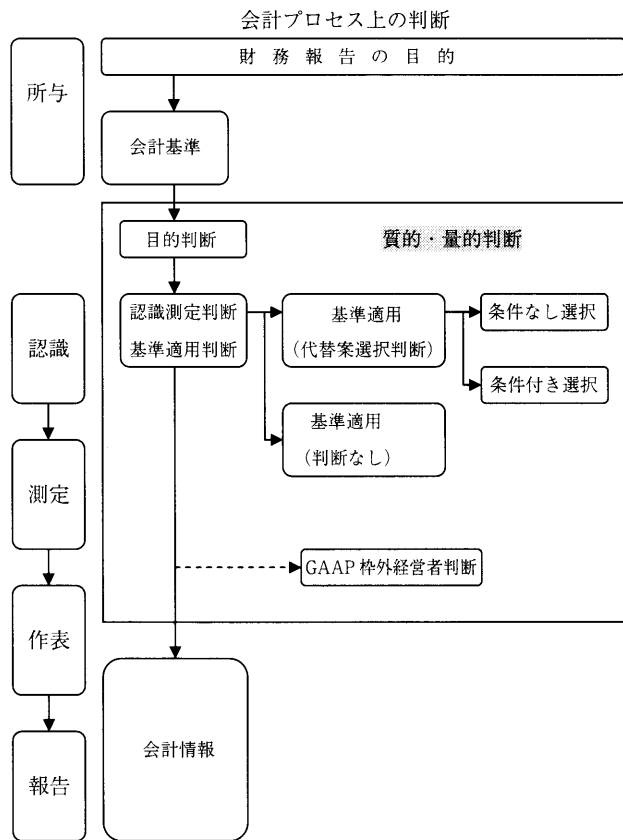 会計プロセス上の判断
財務報告の目的
所与
会計基準
目的判断
質的・量的判断
認識測定判断
基準適用判断
基準適用
(代替案選択判断)
条件なし選択
条件付き選択
基準適用
(判断なし)
GAAP枠外経営者判断
会計情報
認識
測定
作表
報告